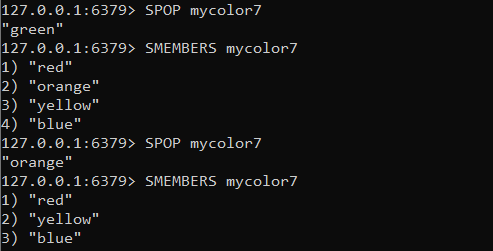 127.0.0.1:6379> SPOP mycolor7
"green"
127.0.0.1:6379> SMEMBERS mycolor7
1) "red"
2) "orange"
3) "yellow"
4) "blue"
127.0.0.1:6379> SPOP mycolor7
"orange"
127.0.0.1:6379> SMEMBERS mycolor7
1) "red"
2) "yellow"
3) "blue"